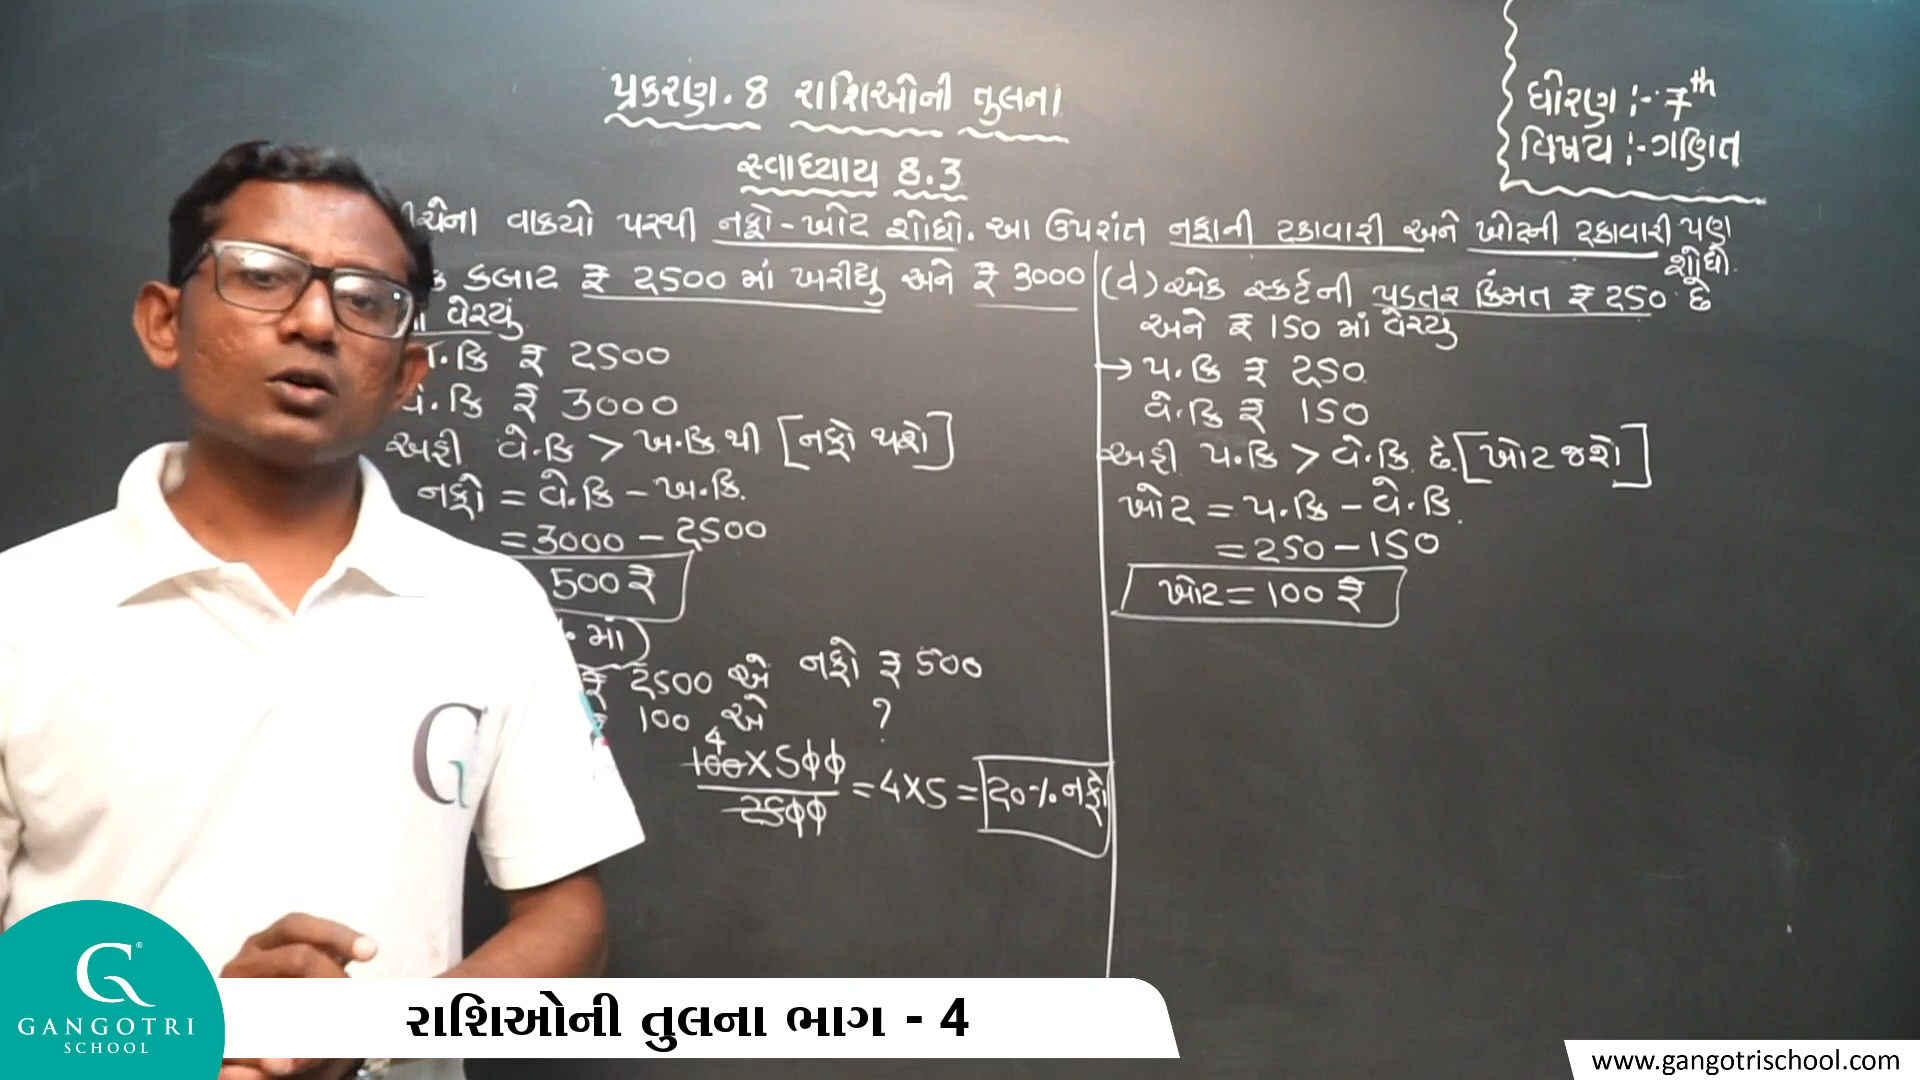 પ્રકરણ. 8 રાશિઓની તુલના
ધોરણ :- 7th
વિષય :- ગણિત
સ્વાધ્યાય 8.3
વાક્યો પરથી નફો - ખોટ શોધો. આ ઉપરાંત નફાની ટકાવારી અને ખોટની ટકાવારી પણ શોધો.
કબાટ ₹ 2500 માં ખરીદ્યુ અને ₹ 3000
વેચ્યું
કિ ₹ 2500
કિ ₹ 3000
અહી વે.કિ > ખ.કિ થી [નફો થશે]
નફો = વે.કિ - ખ.કિ.
= 3000 - 2500
500 ₹
માં)
₹ 2500 એ નફો ₹ 500
100 એ ?
4
100 X 500
2500
= 4 X 5 = 20% નફો
(d) એક સ્કર્ટની પડતર કિંમત ₹ 250 છે
અને ₹ 150 માં વેચ્યું
→ પ.કિ ₹ 250
વે.કિ ₹ 150
અહી પ.કિ > વે.કિ છે. [ખોટ જશે]
ખોટ = પ.કિ - વે.કિ.
= 250 - 150
ખોટ = 100 ₹
G
GANGOTRI
SCHOOL
રાશિઓની તુલના ભાગ - 4
www.gangotrischool.com